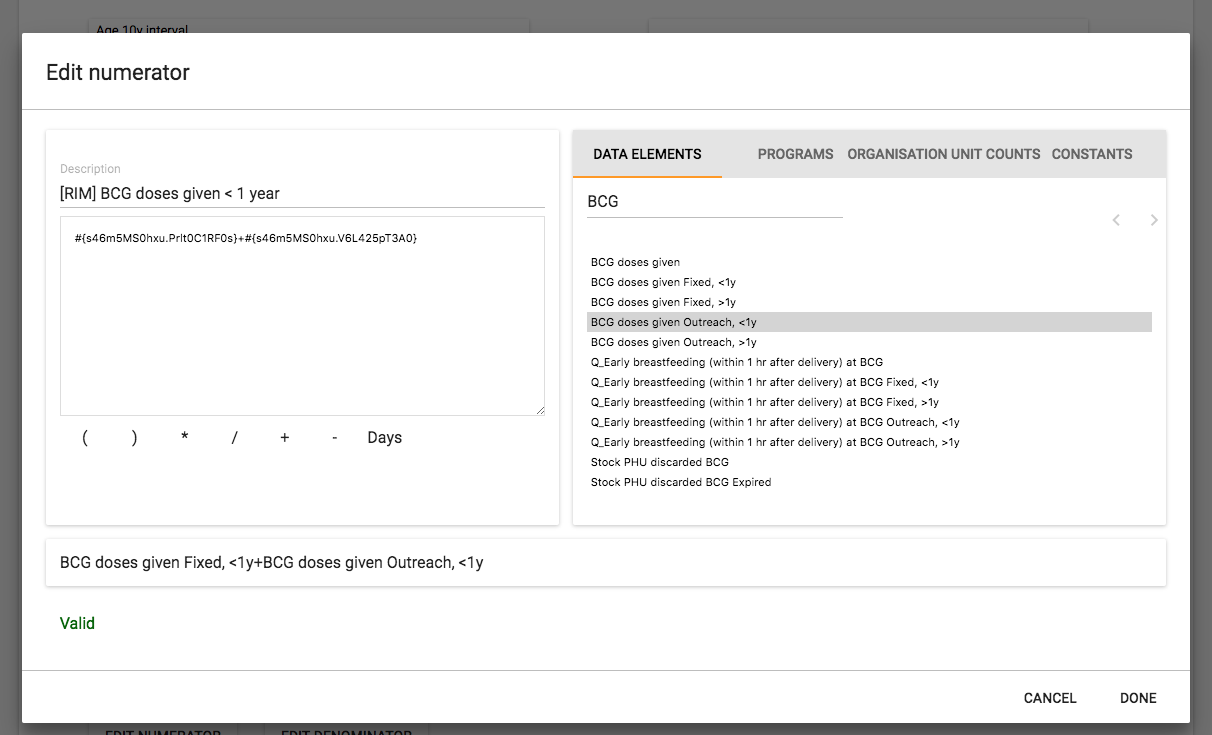 Age 10y interval
Edit numerator
Description
[RIM] BCG doses given < 1 year
#{s46m5MS0hxu.Prlt0C1RF0s}+#{s46m5MS0hxu.V6L425pT3A0}
( ) * / + - Days
DATA ELEMENTS PROGRAMS ORGANISATION UNIT COUNTS CONSTANTS
BCG
BCG doses given
BCG doses given Fixed, <1y
BCG doses given Fixed, >1y
BCG doses given Outreach, <1y
BCG doses given Outreach, >1y
Q_Early breastfeeding (within 1 hr after delivery) at BCG
Q_Early breastfeeding (within 1 hr after delivery) at BCG Fixed, <1y
Q_Early breastfeeding (within 1 hr after delivery) at BCG Fixed, >1y
Q_Early breastfeeding (within 1 hr after delivery) at BCG Outreach, <1y
Q_Early breastfeeding (within 1 hr after delivery) at BCG Outreach, >1y
Stock PHU discarded BCG
Stock PHU discarded BCG Expired
BCG doses given Fixed, <1y+BCG doses given Outreach, <1y
Valid
CANCEL DONE
EDIT NUMERATOR EDIT DENOMINATOR